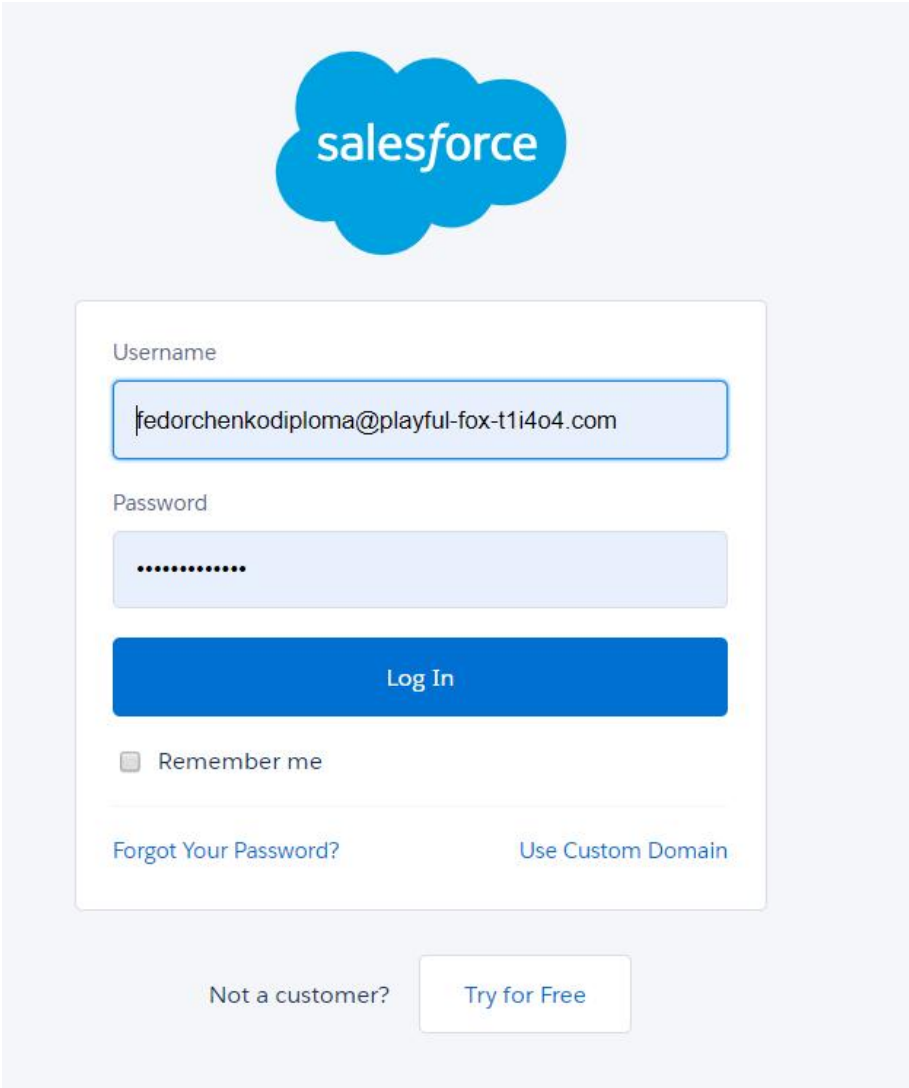 salesforce
Username
fedorchenkodiploma@playful-fox-t1i4o4.com
Password
•••••••••••••
Log In
Remember me
Forgot Your Password? Use Custom Domain
Not a customer? Try for Free